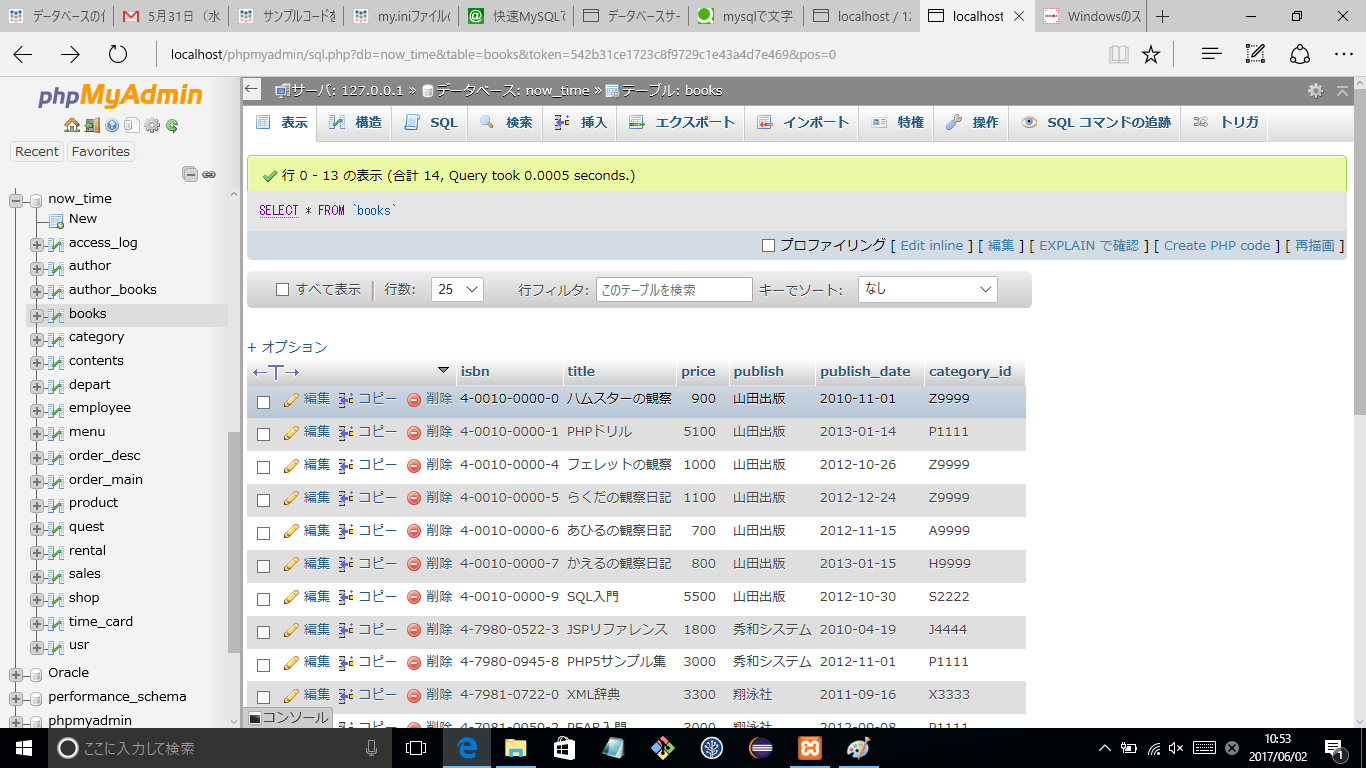 データベースの作
5月31日（水
サンプルコードを
my.iniファイルの
快速MySQLで
データベースサー
mysqlで文字
localhost / 12
localhost
Windowsのス
localhost/phpmyadmin/sql.php?db=now_time&table=books&token=542b31ce1723c8f9729c1e43a4d7e469&pos=0
phpMyAdmin
サーバ: 127.0.0.1 » データベース: now_time » テーブル: books
表示 構造 SQL 検索 挿入 エクスポート インポート 特権 操作 SQL コマンドの追跡 トリガ
Recent Favorites
now_time
New
access_log
author
author_books
books
category
contents
depart
employee
menu
order_desc
order_main
product
quest
rental
sales
shop
time_card
usr
Oracle
performance_schema
phpmyadmin
行 0 - 13 の表示 (合計 14, Query took 0.0005 seconds.)
SELECT * FROM `books`
プロファイリング [ Edit inline ] [ 編集 ] [ EXPLAIN で確認 ] [ Create PHP code ] [ 再描画 ]
すべて表示 行数: 25 行フィルタ: このテーブルを検索 キーでソート: なし
+ オプション
←T→ isbn title price publish publish_date category_id
編集 コピー 削除 4-0010-0000-0 ハムスターの観察 900 山田出版 2010-11-01 Z9999
編集 コピー 削除 4-0010-0000-1 PHPドリル 5100 山田出版 2013-01-14 P1111
編集 コピー 削除 4-0010-0000-4 フェレットの観察 1000 山田出版 2012-10-26 Z9999
編集 コピー 削除 4-0010-0000-5 らくだの観察日記 1100 山田出版 2012-12-24 Z9999
編集 コピー 削除 4-0010-0000-6 あひるの観察日記 700 山田出版 2012-11-15 A9999
編集 コピー 削除 4-0010-0000-7 かえるの観察日記 800 山田出版 2013-01-15 H9999
編集 コピー 削除 4-0010-0000-9 SQL入門 5500 山田出版 2012-10-30 S2222
編集 コピー 削除 4-7980-0522-3 JSPリファレンス 1800 秀和システム 2010-04-19 J4444
編集 コピー 削除 4-7980-0945-8 PHP5サンプル集 3000 秀和システム 2012-11-01 P1111
編集 コピー 削除 4-7981-0722-0 XML辞典 3300 翔泳社 2011-09-16 X3333
編集 コピー 削除 4-7981-0959-2 PEAR入門 3000 翔泳社 2012-09-08 P1111
コンソール
ここに入力して検索
10:53
2017/06/02
1